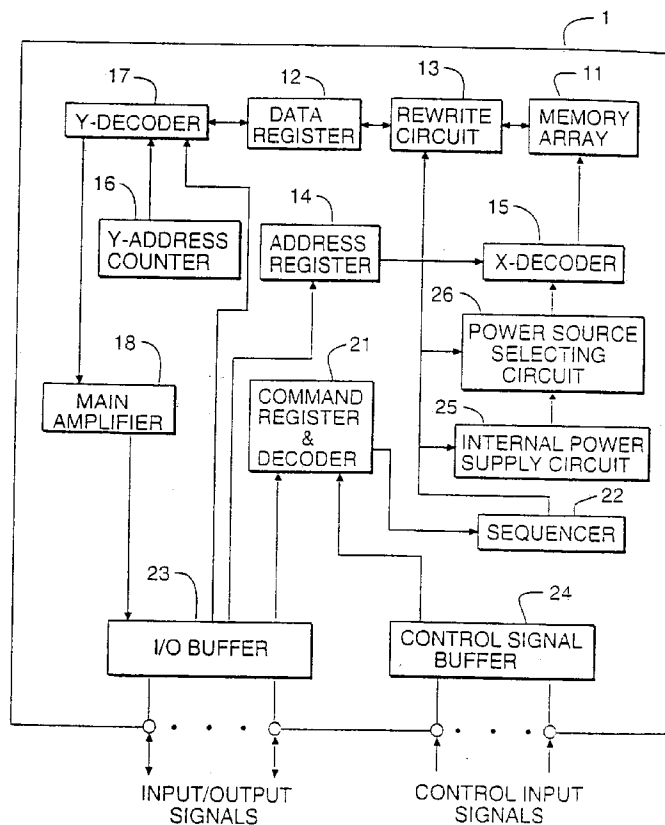 1
17
12
13
11
Y-DECODER
DATA
REGISTER
REWRITE
CIRCUIT
MEMORY
ARRAY
16
14
15
Y-ADDRESS
COUNTER
ADDRESS
REGISTER
X-DECODER
26
18
21
POWER SOURCE
SELECTING
CIRCUIT
MAIN
AMPLIFIER
COMMAND
REGISTER
&
DECODER
25
INTERNAL POWER
SUPPLY CIRCUIT
22
SEQUENCER
23
24
I/O BUFFER
CONTROL SIGNAL
BUFFER
INPUT/OUTPUT
SIGNALS
CONTROL INPUT
SIGNALS